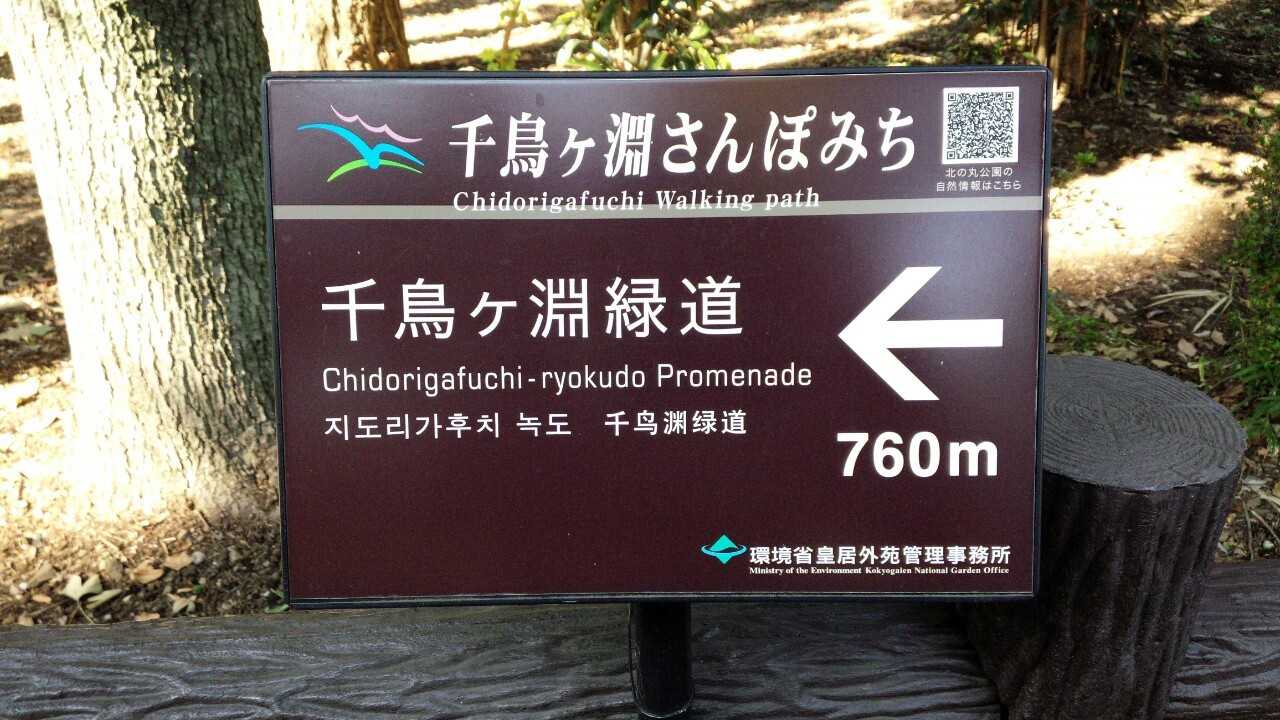 千鳥ヶ淵さんぽみち
Chidorigafuchi Walking path
北の丸公園の
自然情報はこちら
千鳥ヶ淵緑道
Chidorigafuchi-ryokudo Promenade
지도리가후치 녹도 千鸟渊绿道
760m
環境省皇居外苑管理事務所
Ministry of the Environment Kokyogaien National Garden Office